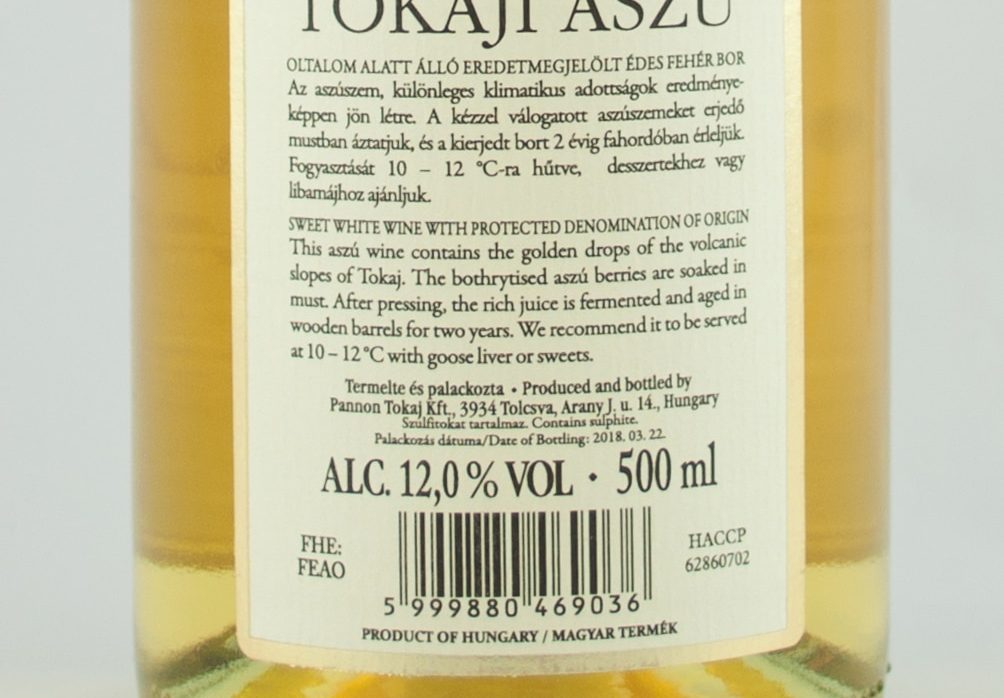 TOKAJI ASZÚ
OLTALOM ALATT ÁLLÓ EREDETMEGJELÖLT ÉDES FEHÉR BOR
Az aszúszem, különleges klimatikus adottságok eredménye-
képpen jön létre. A kézzel válogatott aszúszemeket erjedő
mustban áztatjuk, és a kierjedt bort 2 évig fahordóban érleljük.
Fogyasztását 10 – 12 °C-ra hűtve, desszertekhez vagy
libamájhoz ajánljuk.
SWEET WHITE WINE WITH PROTECTED DENOMINATION OF ORIGIN
This aszú wine contains the golden drops of the volcanic
slopes of Tokaj. The bothrytised aszú berries are soaked in
must. After pressing, the rich juice is fermented and aged in
wooden barrels for two years. We recommend it to be served
at 10 – 12 °C with goose liver or sweets.
Termelte és palackozta • Produced and bottled by
Pannon Tokaj Kft., 3934 Tolcsva, Arany J. u. 14., Hungary
Szulfitokat tartalmaz. Contains sulphite.
Palackozás dátuma/Date of Bottling: 2018. 03. 22.
ALC. 12,0 % VOL • 500 ml
FHE:
FEAO
HACCP
62860702
5 999880 469036
PRODUCT OF HUNGARY / MAGYAR TERMÉK